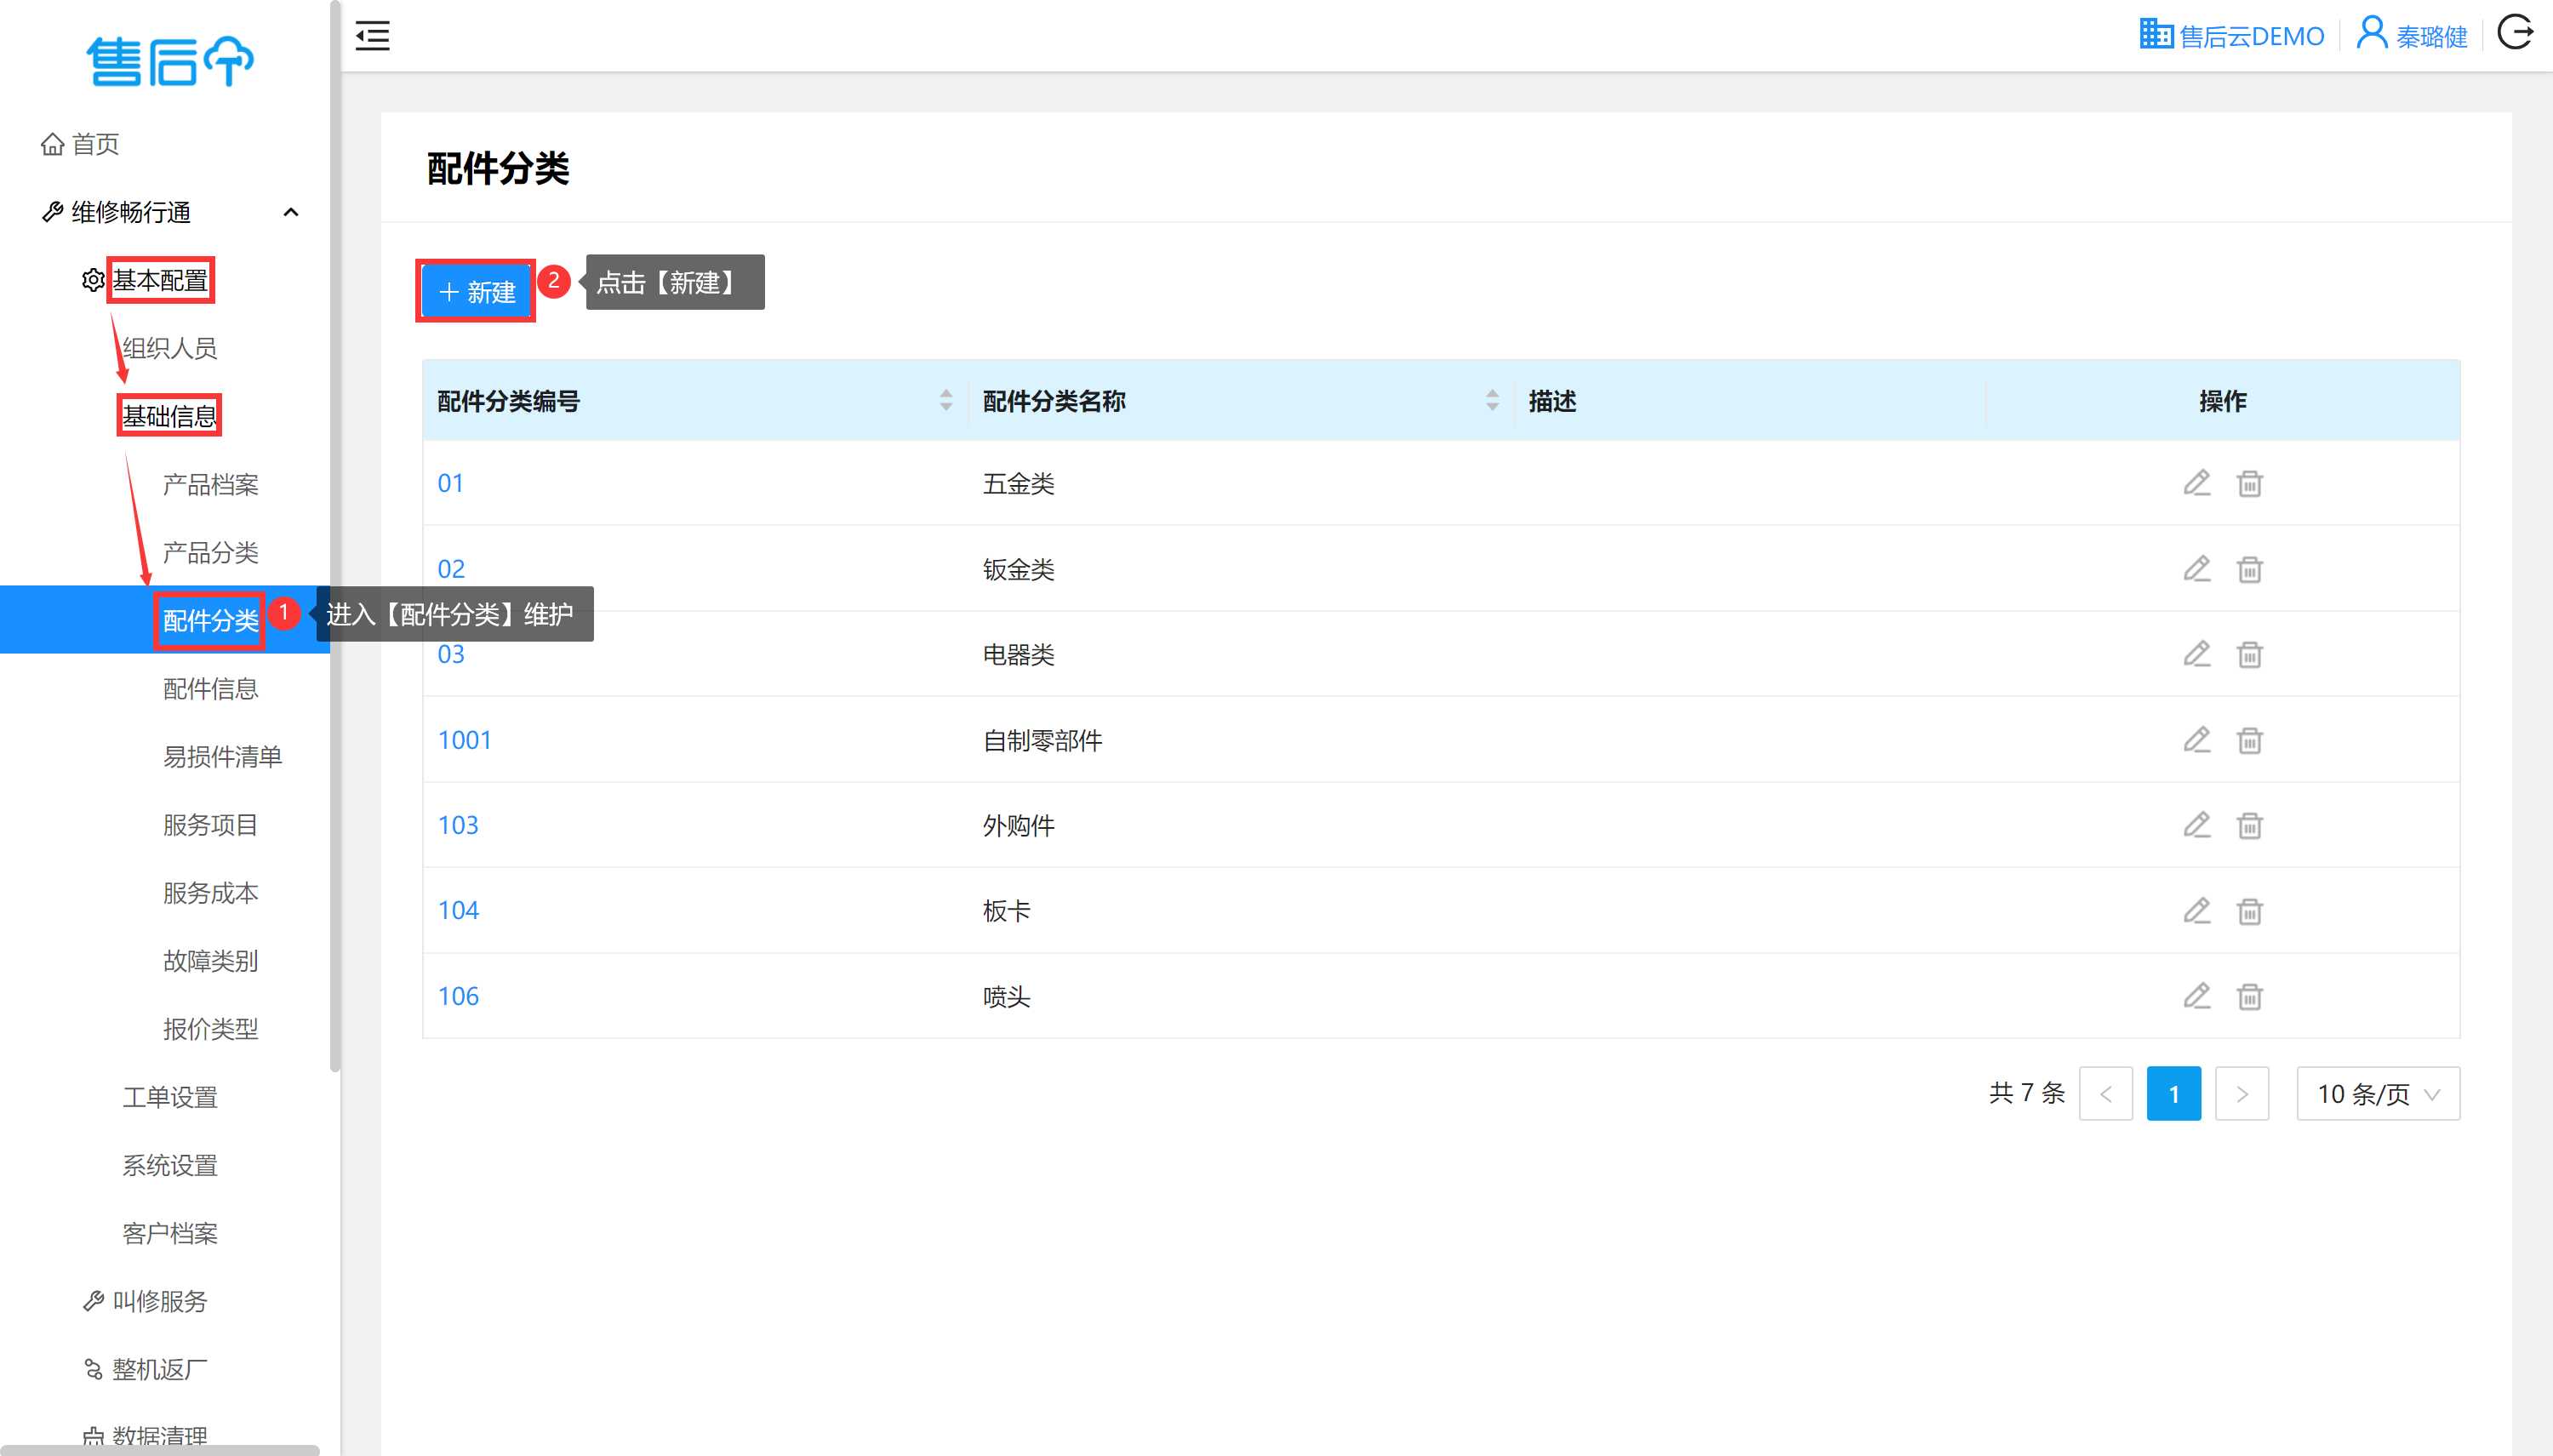 售后
售后云DEMO
秦璐健
首页
维修畅行通
基本配置
组织人员
基础信息
产品档案
产品分类
配件分类
1
进入【配件分类】维护
配件信息
易损件清单
服务项目
服务成本
故障类别
报价类型
工单设置
系统设置
客户档案
叫修服务
整机返厂
数据清理
配件分类
新建
2
点击【新建】
配件分类编号 配件分类名称 描述 操作
01 五金类
02 钣金类
03 电器类
1001 自制零部件
103 外购件
104 板卡
106 喷头
共 7 条 < 1 > 10 条/页